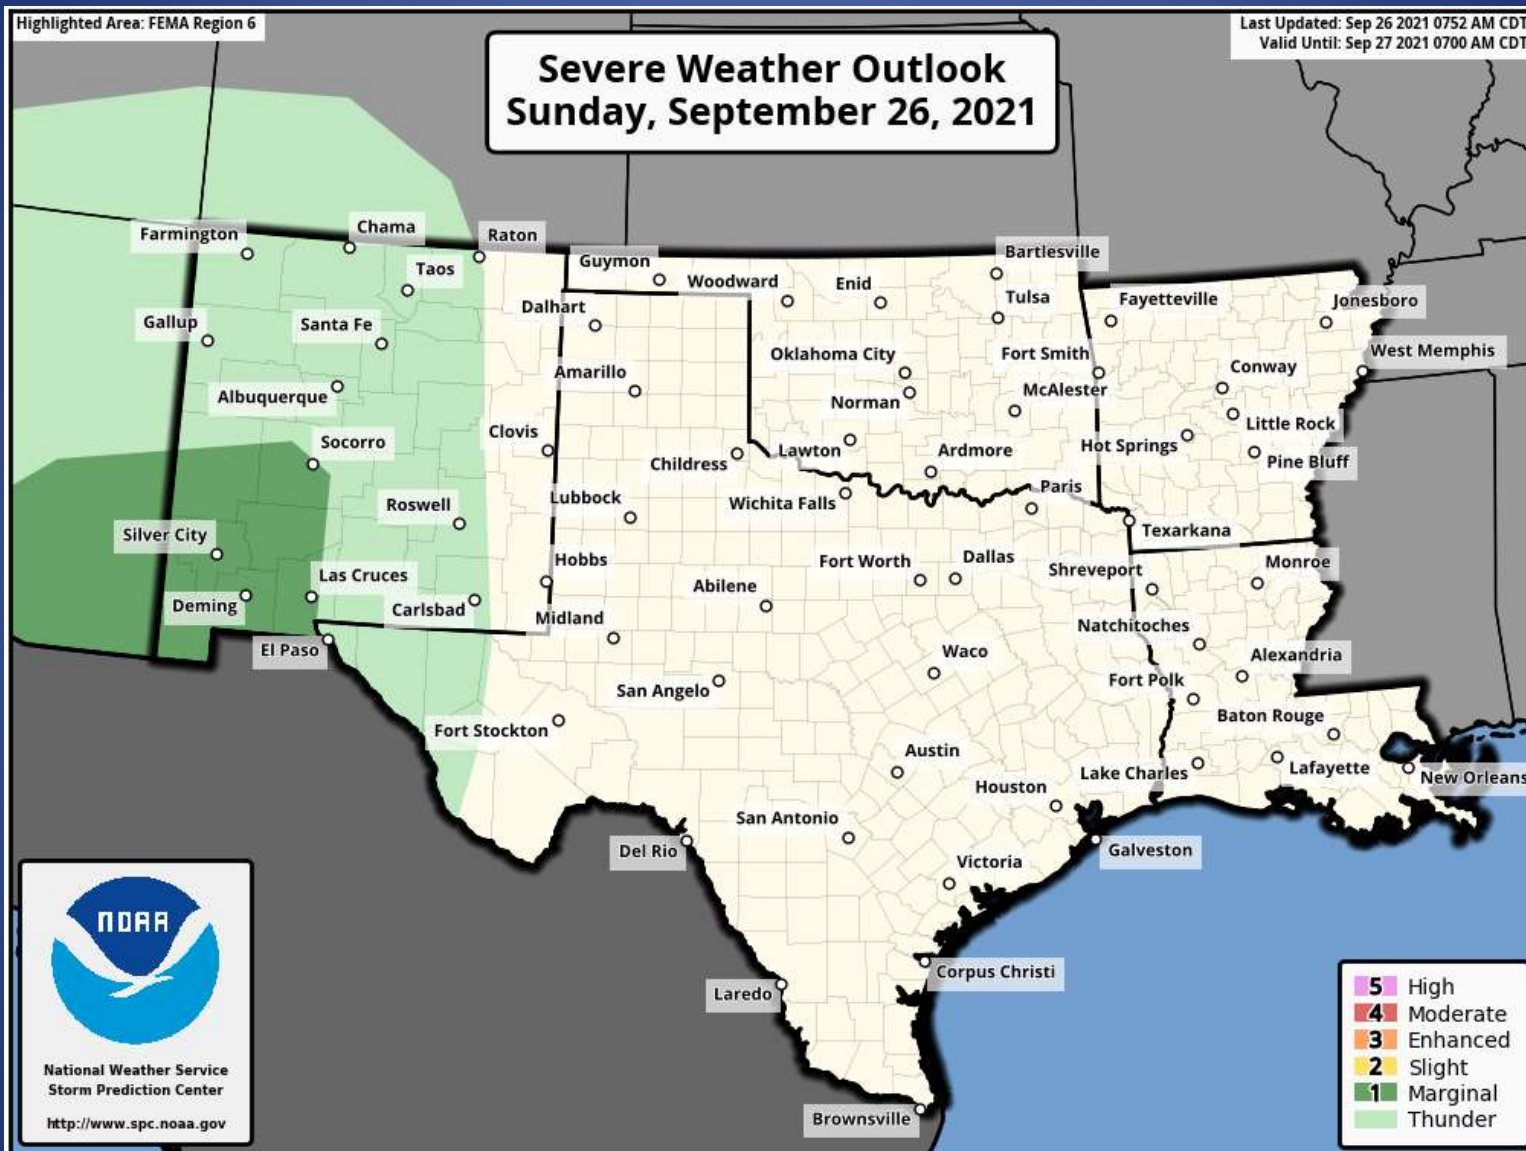 Highlighted Area: FEMA Region 6
Last Updated: Sep 26 2021 0752 AM CDT
Valid Until: Sep 27 2021 0700 AM CDT
Severe Weather Outlook
Sunday, September 26, 2021
Farmington
Chama
Raton
Taos
Guymon
Woodward
Enid
Bartlesville
Tulsa
Fayetteville
Jonesboro
Gallup
Santa Fe
Dalhart
Oklahoma City
Fort Smith
West Memphis
Albuquerque
Amarillo
Norman
McAlester
Conway
Little Rock
Socorro
Clovis
Childress
Lawton
Ardmore
Hot Springs
Pine Bluff
Roswell
Lubbock
Wichita Falls
Paris
Texarkana
Silver City
Las Cruces
Hobbs
Fort Worth
Dallas
Shreveport
Monroe
Deming
Carlsbad
Midland
Abilene
Natchitoches
El Paso
San Angelo
Waco
Alexandria
Fort Polk
Fort Stockton
Austin
Baton Rouge
Lake Charles
Lafayette
New Orleans
Houston
San Antonio
Del Rio
Victoria
Galveston
Laredo
Corpus Christi
Brownsville
NOAA
National Weather Service
Storm Prediction Center
http://www.spc.noaa.gov
5 High
4 Moderate
3 Enhanced
2 Slight
1 Marginal
Thunder